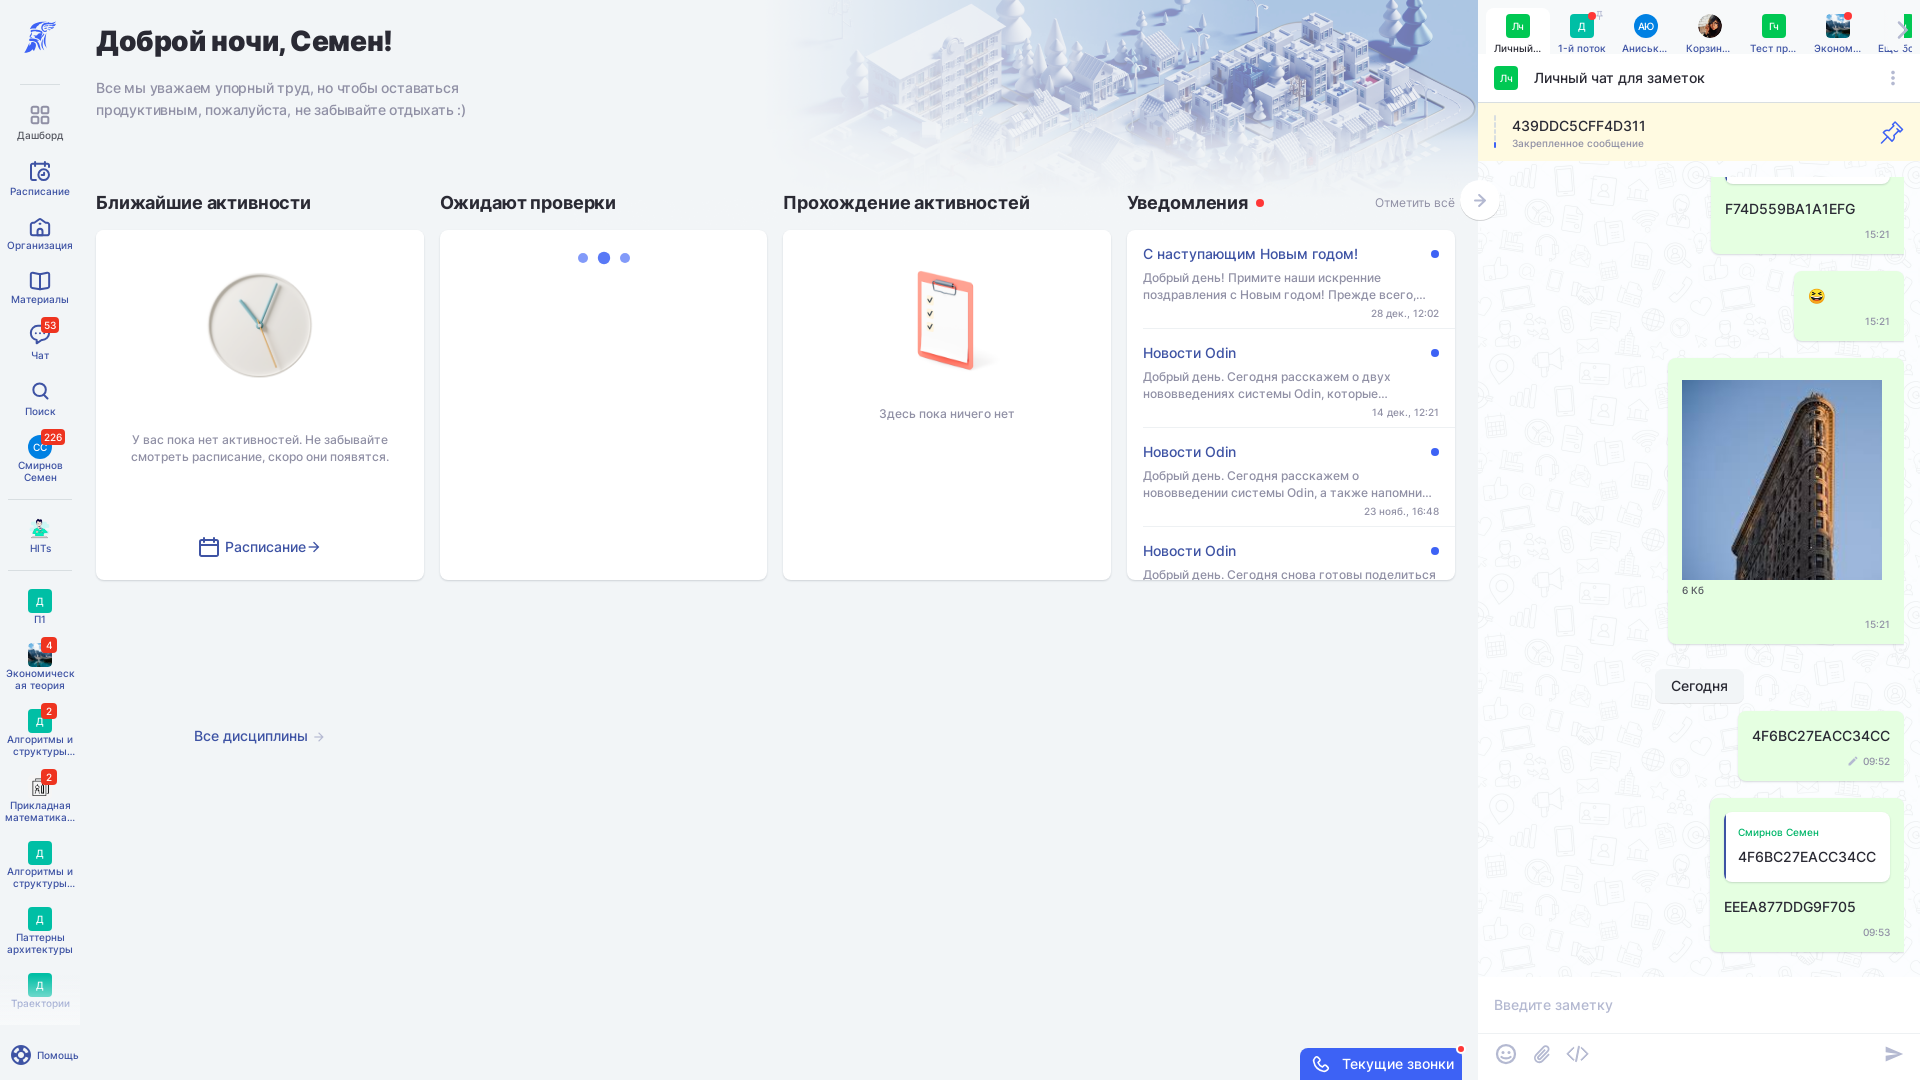 Дашборд
Расписание
Организация
Материалы
53
Чат
Поиск
226
СС
Смирнов
Семен
HITs
Д
П1
4
Экономическ
ая теория
2
Д
Алгоритмы и
структуры...
2
Прикладная
математика...
Д
Алгоритмы и
структуры...
Д
Паттерны
архитектуры
Д
Траектории
Помощь
Доброй ночи, Семен!
Все мы уважаем упорный труд, но чтобы оставаться
продуктивным, пожалуйста, не забывайте отдыхать :)
Ближайшие активности
У вас пока нет активностей. Не забывайте
смотреть расписание, скоро они появятся.
Расписание
Ожидают проверки
Прохождение активностей
Здесь пока ничего нет
Уведомления
Отметить всё
С наступающим Новым годом!
Добрый день! Примите наши искренние
поздравления с Новым годом! Прежде всего,...
28 дек., 12:02
Новости Odin
Добрый день. Сегодня расскажем о двух
нововведениях системы Odin, которые...
14 дек., 12:21
Новости Odin
Добрый день. Сегодня расскажем о
нововведении системы Odin, а также напомни...
23 нояб., 16:48
Новости Odin
Добрый день. Сегодня снова готовы поделиться
Все дисциплины
Текущие звонки
Лч
Личный...
Д
1-й поток
АЮ
Аниськ...
Корзин...
Гч
Тест пр...
Эконом...
Лч
Личный чат для заметок
439DDC5CFF4D311
Закрепленное сообщение
F74D559BA1A1EFG
15:21
15:21
6 Кб
15:21
Сегодня
4F6BC27EACC34CC
09:52
Смирнов Семен
4F6BC27EACC34CC
EEEA877DDG9F705
09:53
Введите заметку